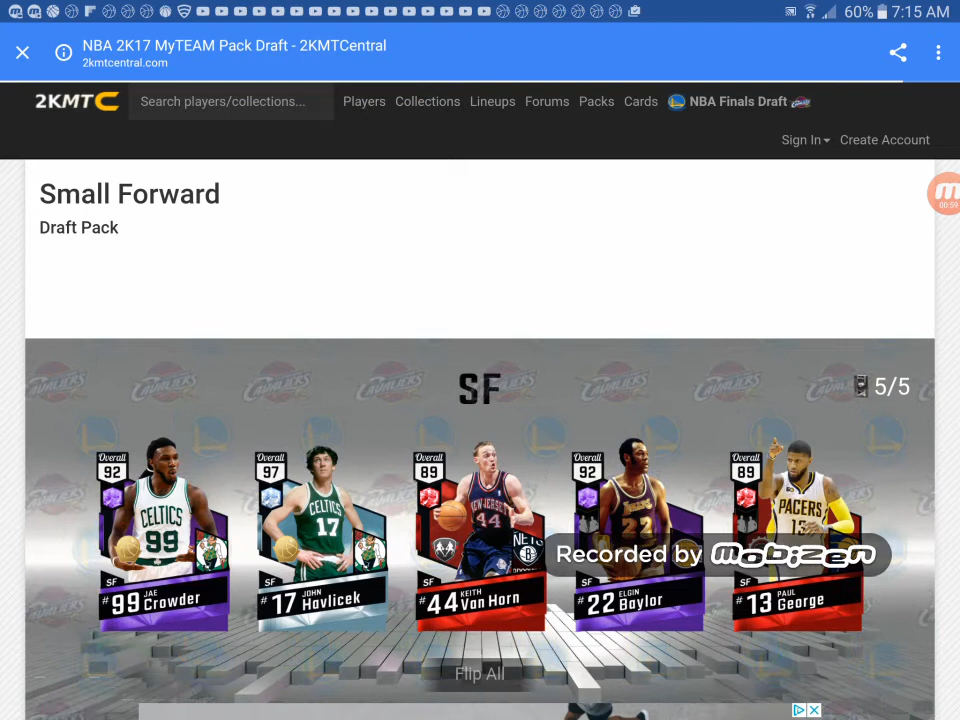 60% 7:15 AM
NBA 2K17 MyTEAM Pack Draft - 2KMTCentral
2kmtcentral.com
2KMTC Search players/collections... Players Collections Lineups Forums Packs Cards NBA Finals Draft
Sign In Create Account
00:59
Small Forward
Draft Pack
SF
5/5
Overall 92 Overall 97 Overall 89 Overall 92 Overall 89
CELTICS 99 CELTICS 17 NEW JERSEY 44 22 PACERS 13
NETS
Recorded by mobizen
SF SF SF SF SF
#99 JAE Crowder
#17 JOHN Havlicek
#44 KEITH Van Horn
#22 ELGIN Baylor
#13 PAUL George
Flip All